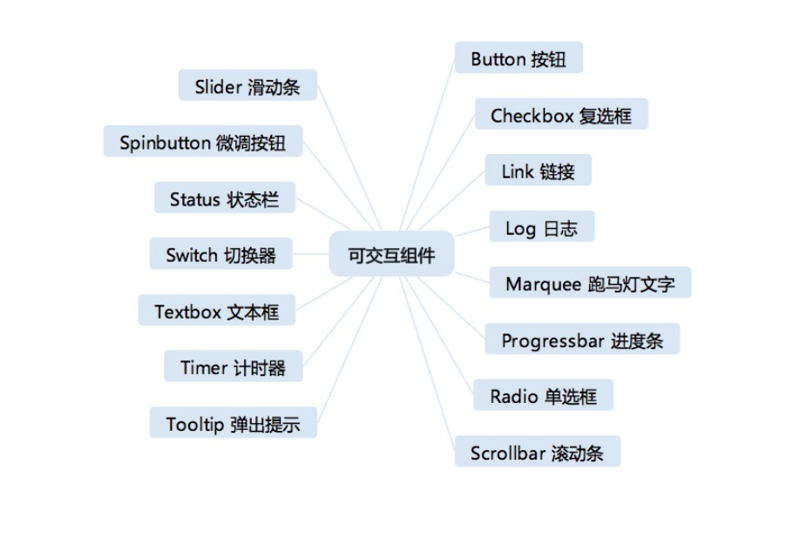 Button 按钮
Slider 滑动条
Checkbox 复选框
Spinbutton 微调按钮
Link 链接
Status 状态栏
Log 日志
Switch 切换器
可交互组件
Marquee 跑马灯文字
Textbox 文本框
Progressbar 进度条
Timer 计时器
Radio 单选框
Tooltip 弹出提示
Scrollbar 滚动条